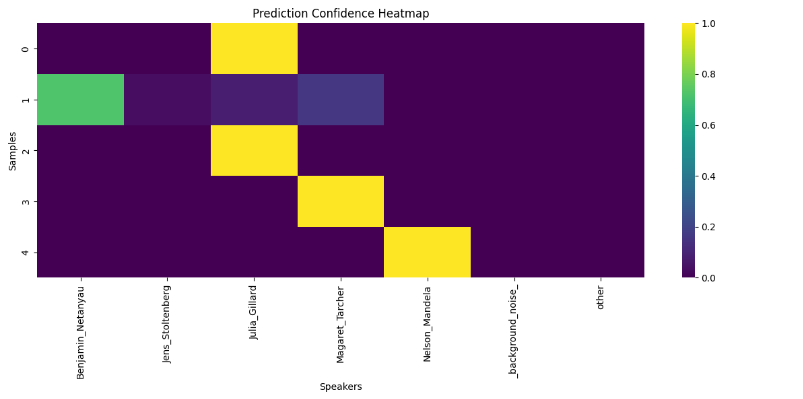 Prediction Confidence Heatmap
Samples
0
1
2
3
4
Benjamin_Netanyau
Jens_Stoltenberg
Julia_Gillard
Magaret_Tarcher
Nelson_Mandela
_background_noise_
other
Speakers
1.0
0.8
0.6
0.4
0.2
0.0